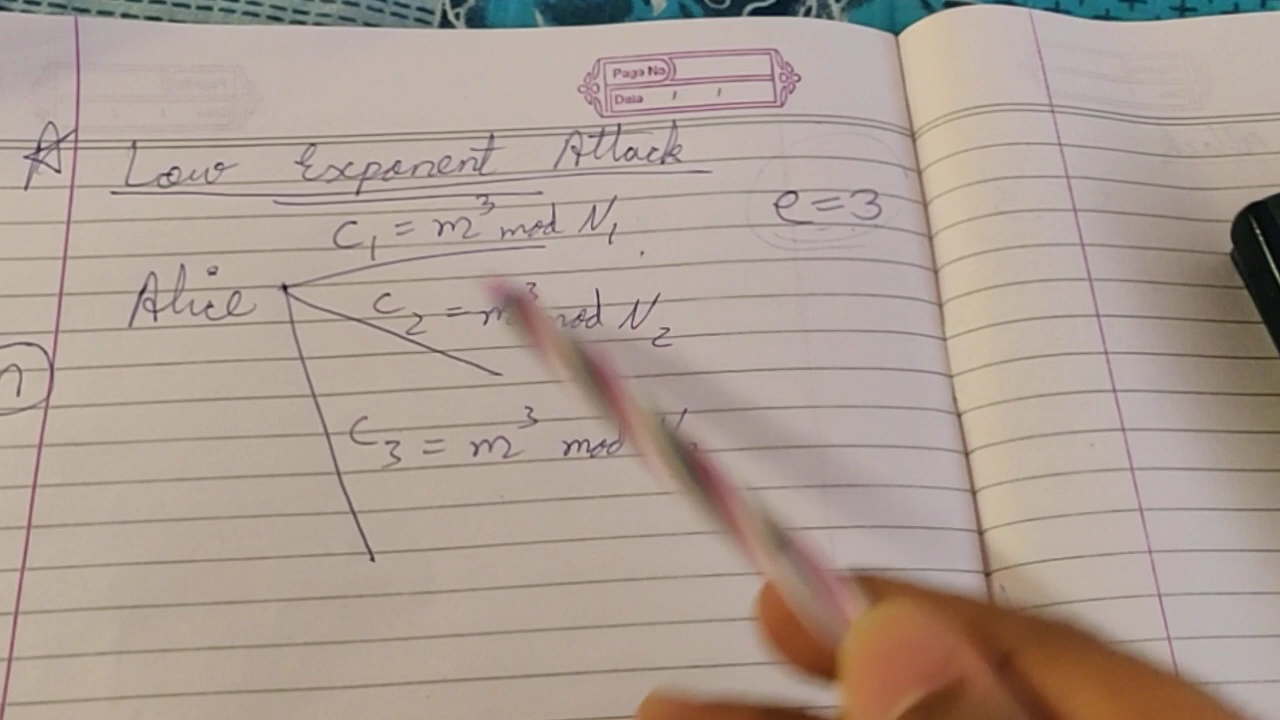 Page No
Date / /
Low Exponent Attack
e=3
C₁ = m³ mod N₁
Alice
C₂ = m³ mod N₂
C₃ = m³ mod